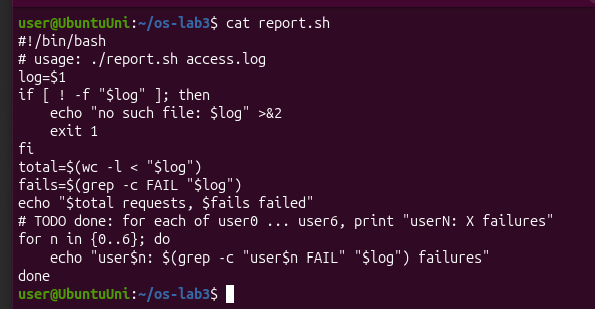 user@UbuntuUni:~/os-lab3$ cat report.sh
#!/bin/bash
# usage: ./report.sh access.log
log=$1
if [ ! -f "$log" ]; then
    echo "no such file: $log" >&2
    exit 1
fi
total=$(wc -l < "$log")
fails=$(grep -c FAIL "$log")
echo "$total requests, $fails failed"
# TODO done: for each of user0 ... user6, print "userN: X failures"
for n in {0..6}; do
    echo "user$n: $(grep -c "user$n FAIL" "$log") failures"
done
user@UbuntuUni:~/os-lab3$